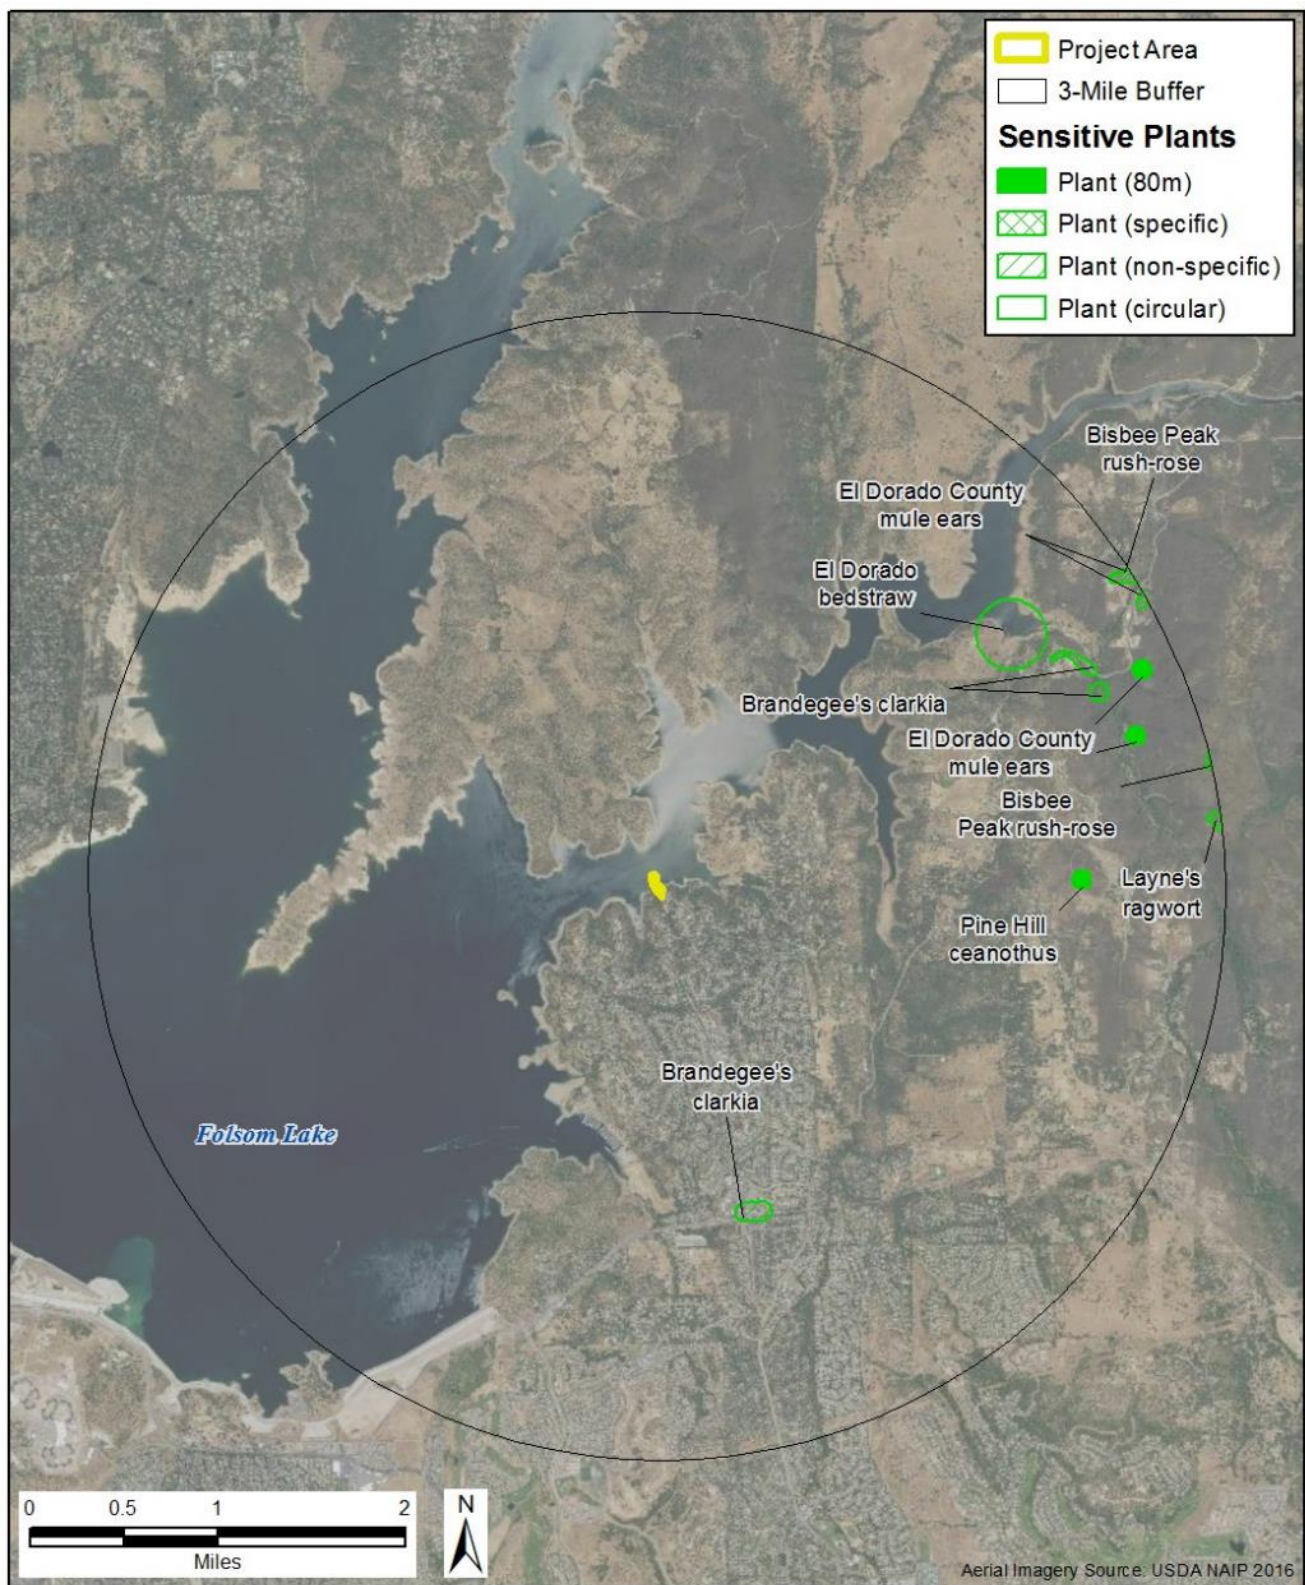 Project Area
3-Mile Buffer
Sensitive Plants
Plant (80m)
Plant (specific)
Plant (non-specific)
Plant (circular)
Bisbee Peak
rush-rose
El Dorado County
mule ears
El Dorado
bedstraw
Brandegee's clarkia
El Dorado County
mule ears
Bisbee
Peak rush-rose
Layne's
ragwort
Pine Hill
ceanothus
Brandegee's
clarkia
Folsom Lake
0 0.5 1 2
Miles
N
Aerial Imagery Source: USDA NAIP 2016